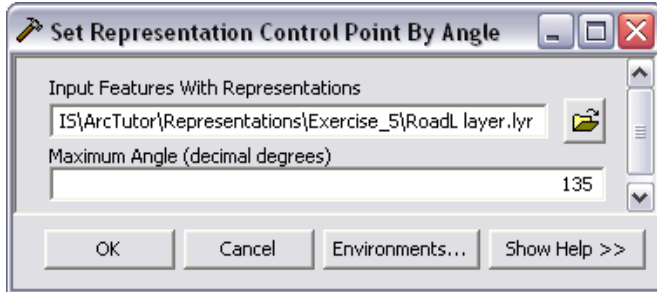 Set Representation Control Point By Angle
Input Features With Representations
IS\ArcTutor\Representations\Exercise_5\RoadL layer.lyr
Maximum Angle (decimal degrees)
135
OK Cancel Environments... Show Help >>